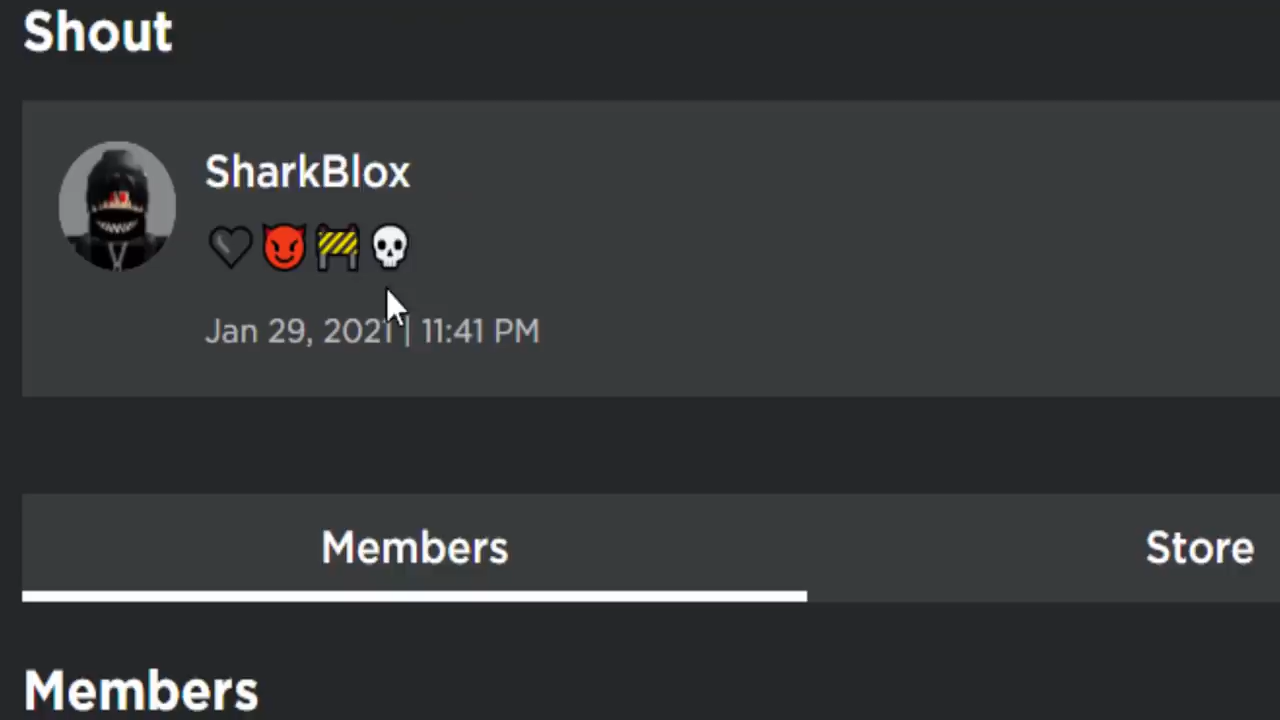 Shout
SharkBlox
🖤😈🚧💀
Jan 29, 2021 | 11:41 PM
Members
Store
Members